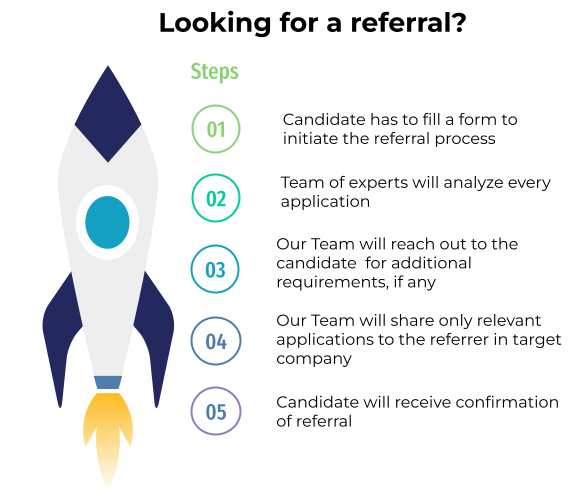 Looking for a referral?
Steps
01
Candidate has to fill a form to
initiate the referral process
02
Team of experts will analyze every
application
03
Our Team will reach out to the
candidate  for additional
requirements, if any
04
Our Team will share only relevant
applications to the referrer in target
company
05
Candidate will receive confirmation
of referral